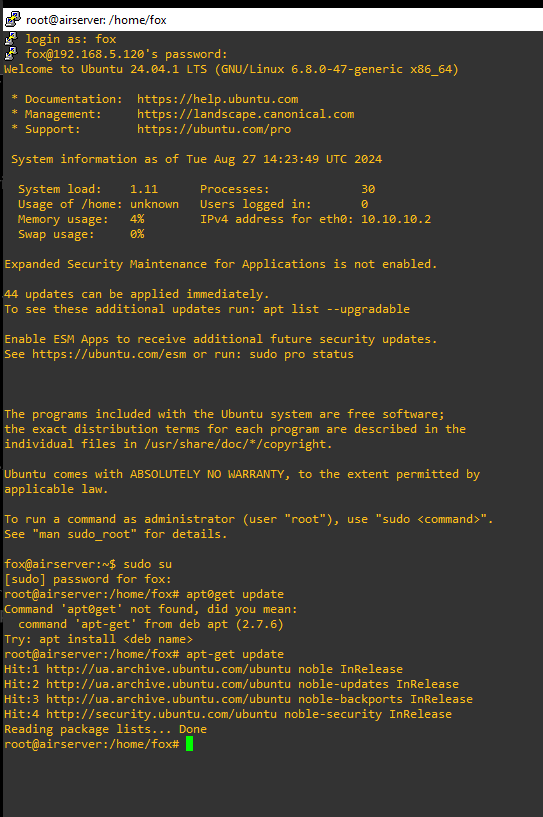 root@airserver: /home/fox
login as: fox
fox@192.168.5.120's password:
Welcome to Ubuntu 24.04.1 LTS (GNU/Linux 6.8.0-47-generic x86_64)
* Documentation:  https://help.ubuntu.com
* Management:     https://landscape.canonical.com
* Support:        https://ubuntu.com/pro
System information as of Tue Aug 27 14:23:49 UTC 2024
System load:    1.11      Processes:             30
Usage of /home: unknown   Users logged in:       0
Memory usage:   4%        IPv4 address for eth0: 10.10.10.2
Swap usage:     0%
Expanded Security Maintenance for Applications is not enabled.
44 updates can be applied immediately.
To see these additional updates run: apt list --upgradable
Enable ESM Apps to receive additional future security updates.
See https://ubuntu.com/esm or run: sudo pro status
The programs included with the Ubuntu system are free software;
the exact distribution terms for each program are described in the
individual files in /usr/share/doc/*/copyright.
Ubuntu comes with ABSOLUTELY NO WARRANTY, to the extent permitted by
applicable law.
To run a command as administrator (user "root"), use "sudo <command>".
See "man sudo_root" for details.
fox@airserver:~$ sudo su
[sudo] password for fox:
root@airserver:/home/fox# apt0get update
Command 'apt0get' not found, did you mean:
command 'apt-get' from deb apt (2.7.6)
Try: apt install <deb name>
root@airserver:/home/fox# apt-get update
Hit:1 http://ua.archive.ubuntu.com/ubuntu noble InRelease
Hit:2 http://ua.archive.ubuntu.com/ubuntu noble-updates InRelease
Hit:3 http://ua.archive.ubuntu.com/ubuntu noble-backports InRelease
Hit:4 http://security.ubuntu.com/ubuntu noble-security InRelease
Reading package lists... Done
root@airserver:/home/fox#